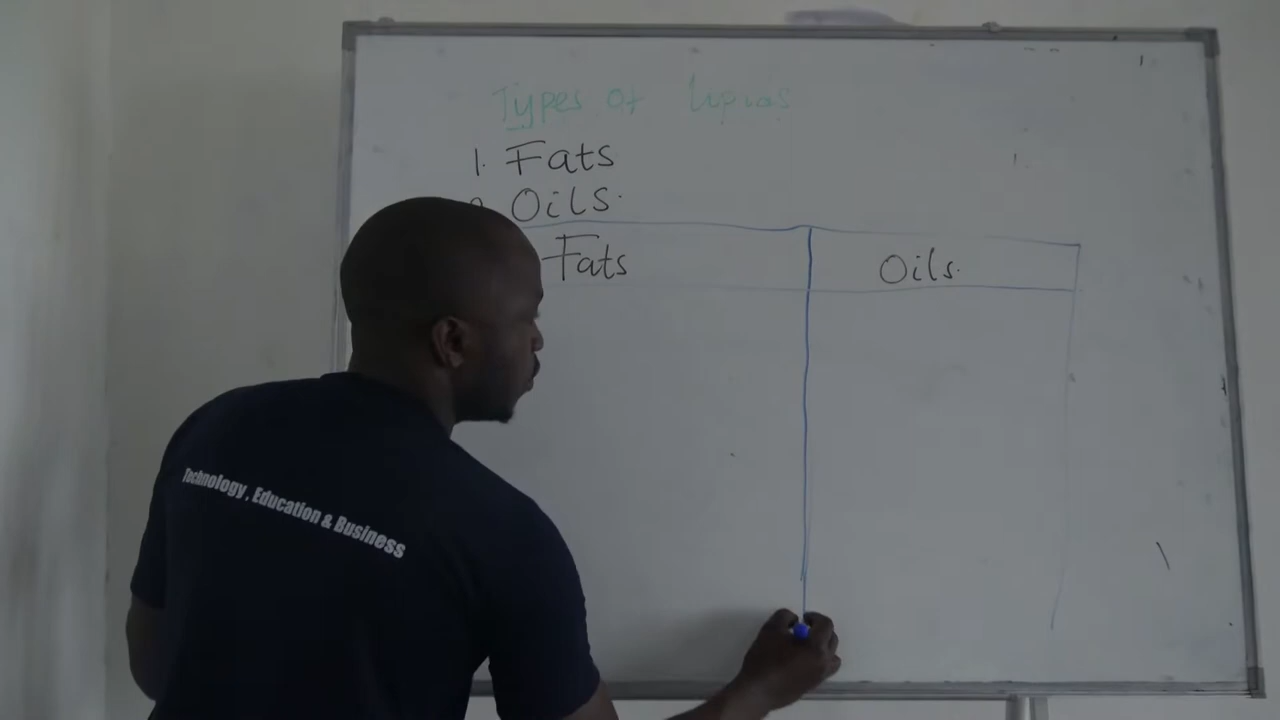 Types of Lipids
1. Fats
Oils.
Fats
Oils.
Technology, Education & Business